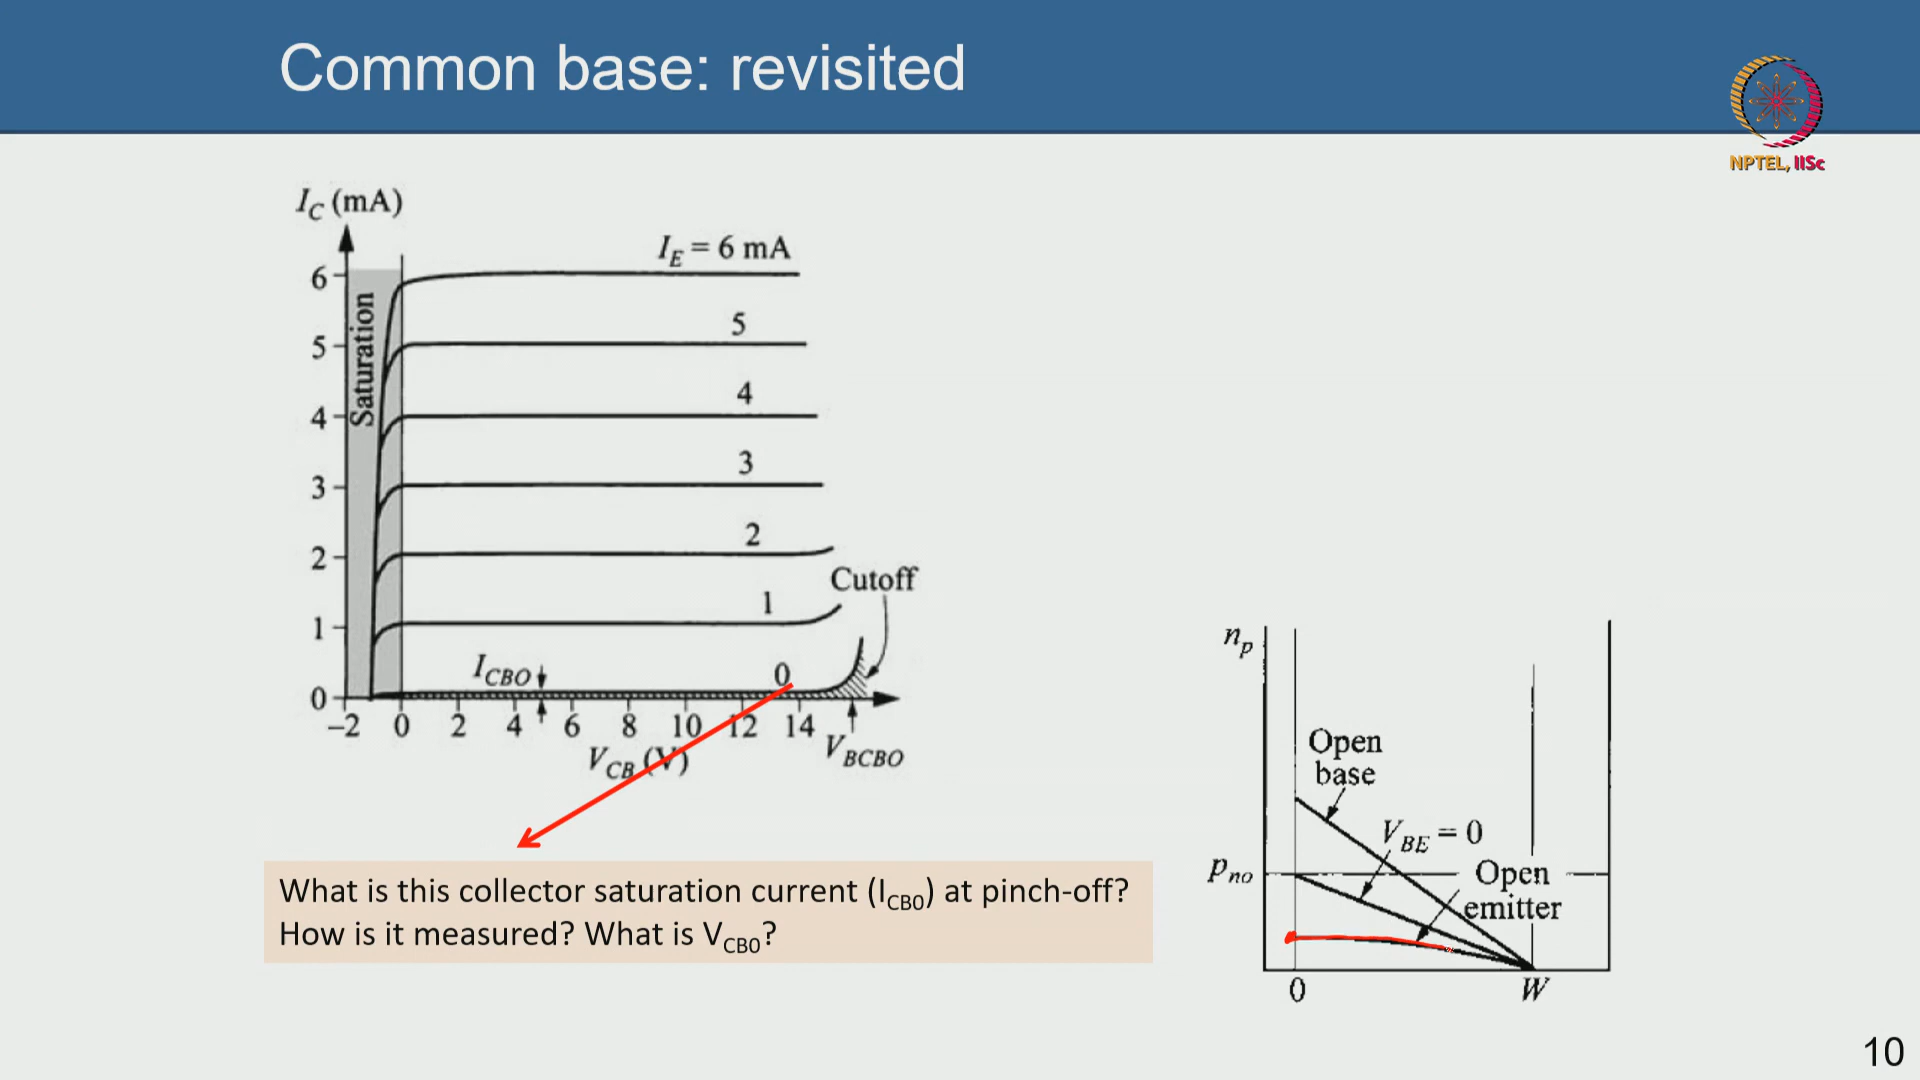 Common base: revisited
NPTEL, IISc
I_C (mA)
I_E = 6 mA
6
5
5
4
4
3
3
2
2
1
1
0
0
Saturation
Cutoff
I_CBO
−2 0 2 4 6 8 10 12 14
V_CB (V)
V_BCBO
What is this collector saturation current (I_CB0) at pinch-off?
How is it measured? What is V_CB0?
n_p
Open
base
V_BE = 0
p_no
Open
emitter
0
W
10